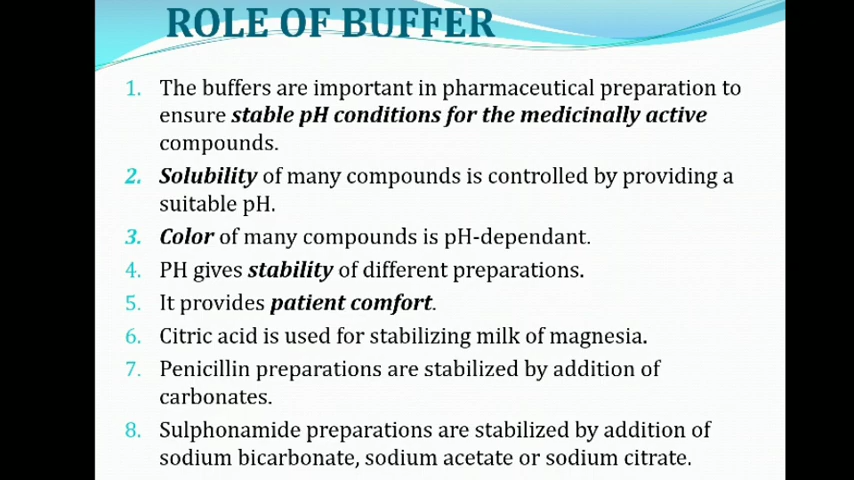 ROLE OF BUFFER
1. The buffers are important in pharmaceutical preparation to
ensure stable pH conditions for the medicinally active
compounds.
2. Solubility of many compounds is controlled by providing a
suitable pH.
3. Color of many compounds is pH-dependant.
4. PH gives stability of different preparations.
5. It provides patient comfort.
6. Citric acid is used for stabilizing milk of magnesia.
7. Penicillin preparations are stabilized by addition of
carbonates.
8. Sulphonamide preparations are stabilized by addition of
sodium bicarbonate, sodium acetate or sodium citrate.